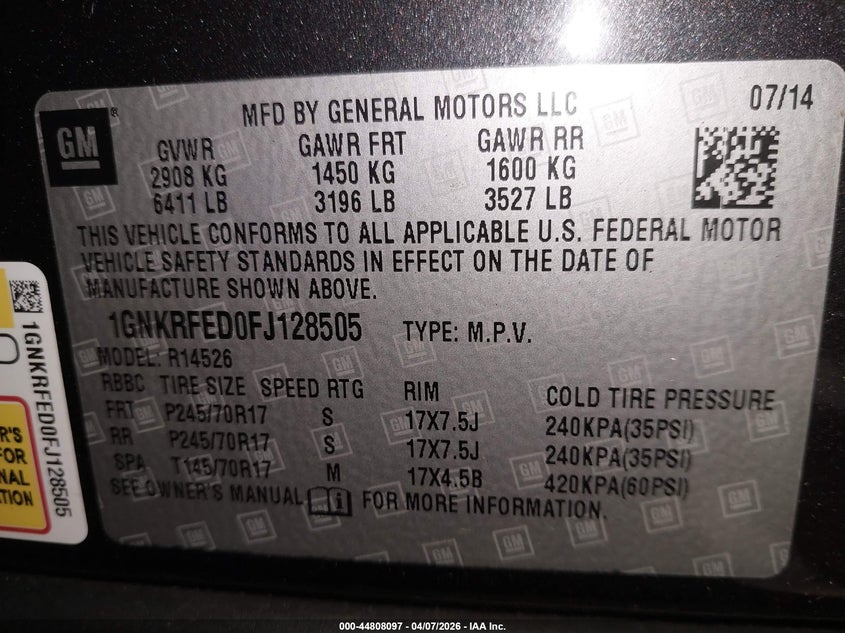 07/14
MFD BY GENERAL MOTORS LLC
GM
®
GVWR GAWR FRT GAWR RR
2908 KG 1450 KG 1600 KG
6411 LB 3196 LB 3527 LB
THIS VEHICLE CONFORMS TO ALL APPLICABLE U.S. FEDERAL MOTOR
VEHICLE SAFETY STANDARDS IN EFFECT ON THE DATE OF
MANUFACTURE SHOWN ABOVE.
1GNKRFED0FJ128505 TYPE: M.P.V.
MODEL: R14526
RBBC TIRE SIZE SPEED RTG RIM COLD TIRE PRESSURE
FRT P245/70R17 S 17X7.5J 240KPA(35PSI)
RR P245/70R17 S 17X7.5J 240KPA(35PSI)
SPA T145/70R17 M 17X4.5B 420KPA(60PSI)
SEE OWNER'S MANUAL FOR MORE INFORMATION.
1GNKRFED0FJ128505
R'S
FOR
NAL
TION
000-44808097 - 04/07/2026 - IAA Inc.